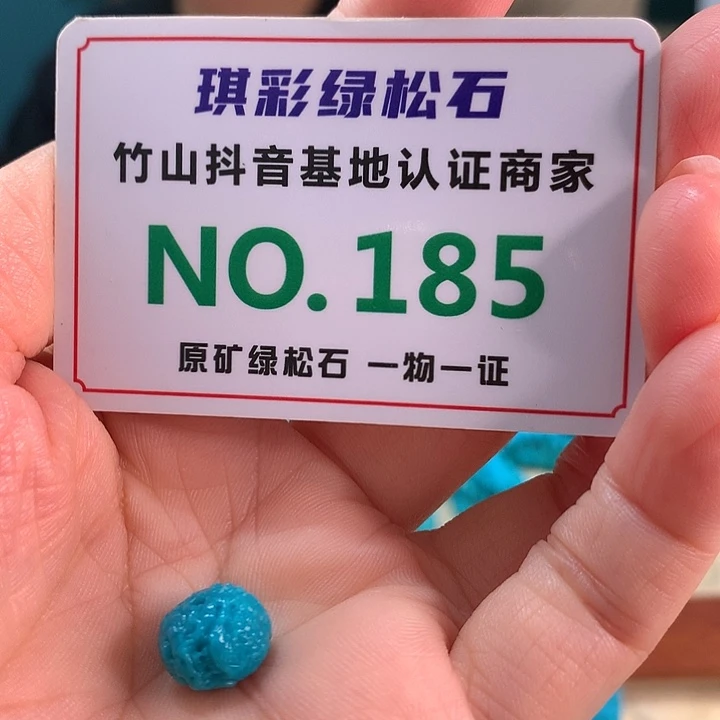 琪彩绿松石
竹山抖音基地认证商家
NO.185
原矿绿松石 一物一证